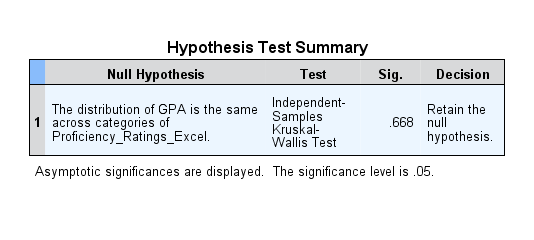 Hypothesis Test Summary
Null Hypothesis Test Sig. Decision
1 The distribution of GPA is the same across categories of Proficiency_Ratings_Excel. Independent-Samples Kruskal-Wallis Test .668 Retain the null hypothesis.
Asymptotic significances are displayed. The significance level is .05.